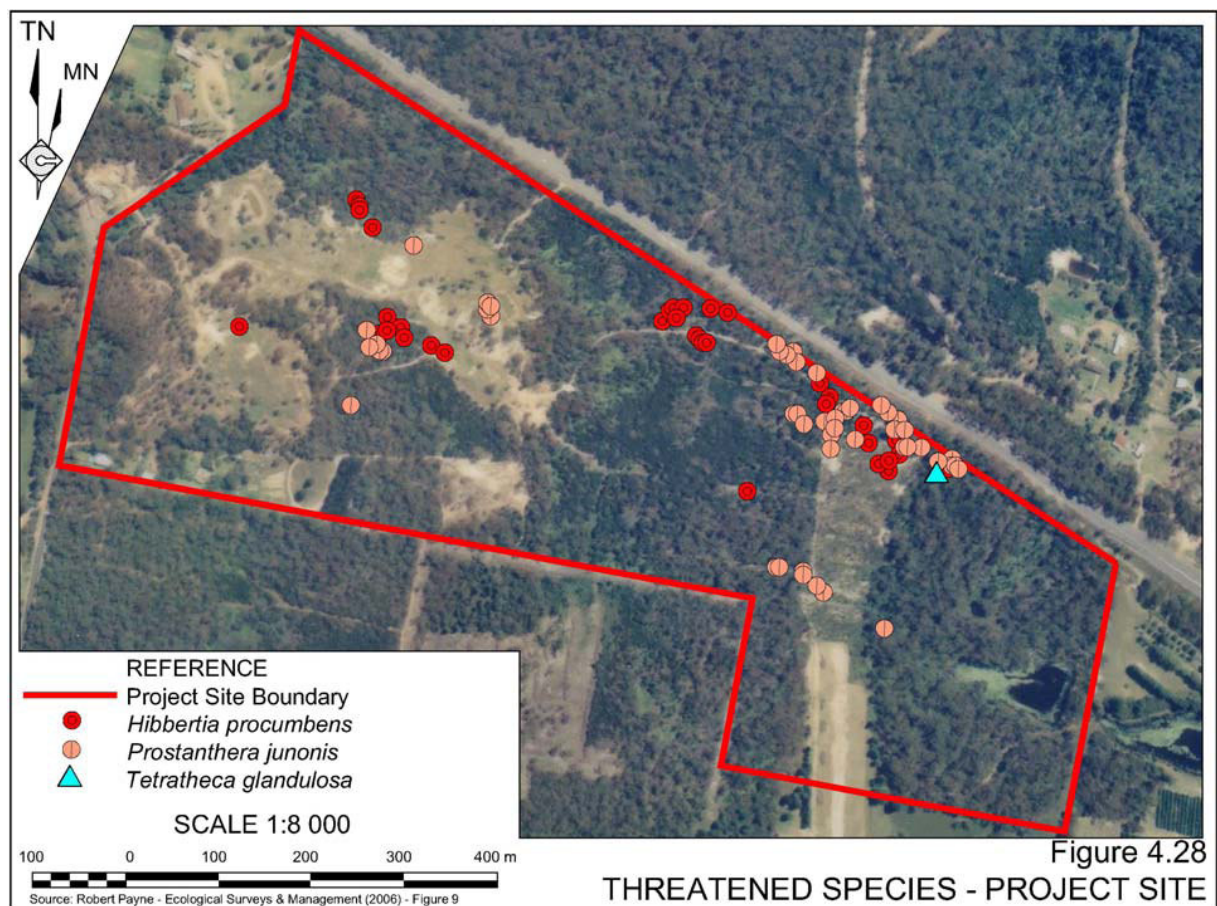 TN
MN
REFERENCE
Project Site Boundary
Hibbertia procumbens
Prostanthera junonis
Tetratheca glandulosa
SCALE 1:8 000
100 0 100 200 300 400 m
Source: Robert Payne - Ecological Surveys & Management (2006) - Figure 9
Figure 4.28
THREATENED SPECIES - PROJECT SITE